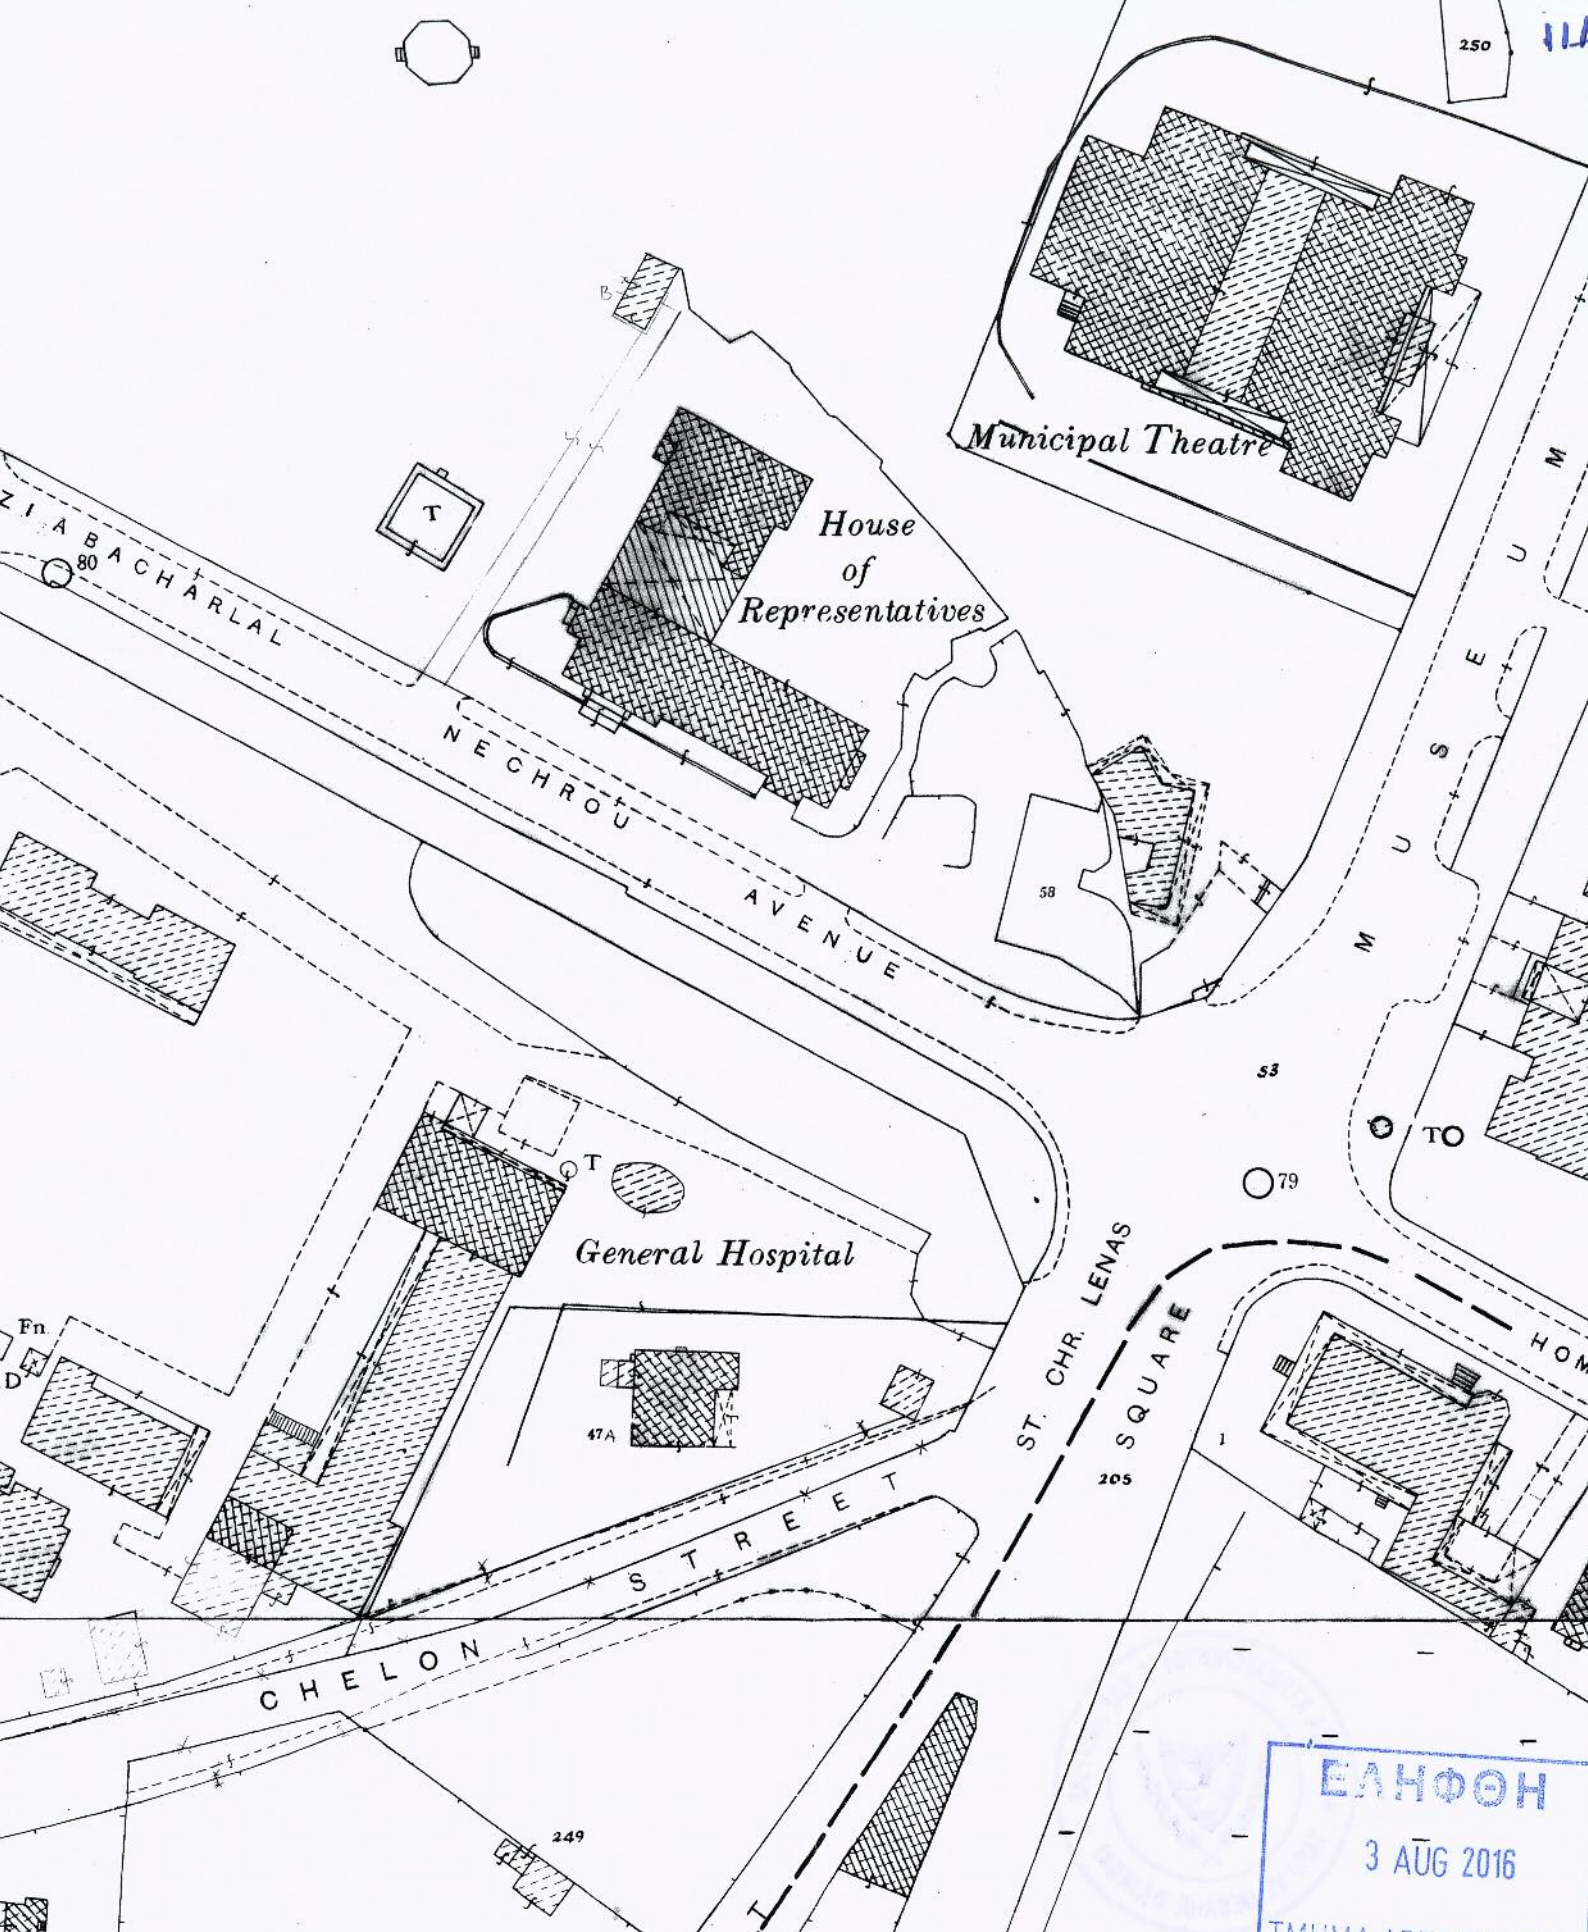 250
B
Municipal Theatre
T
House
of
Representatives
ZIA BACHARLAL
80
NECHROU
AVENUE
MUSEUM
M
58
53
TO
79
T
General Hospital
ST. CHR. LENAS
SQUARE
HOM
Fn
D
47A
1
205
CHELON
STREET
249
ΕΛΗΦΘΗ
3 AUG 2016